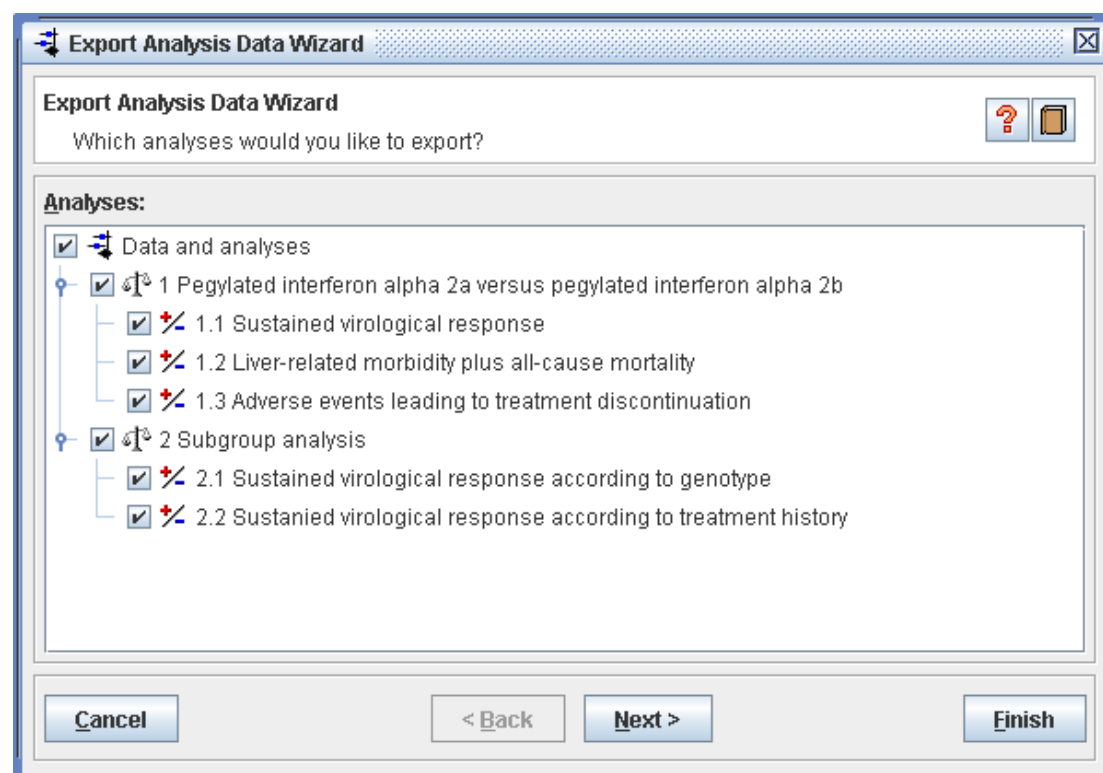 Export Analysis Data Wizard
Export Analysis Data Wizard
Which analyses would you like to export?
Analyses:
Data and analyses
1 Pegylated interferon alpha 2a versus pegylated interferon alpha 2b
1.1 Sustained virological response
1.2 Liver-related morbidity plus all-cause mortality
1.3 Adverse events leading to treatment discontinuation
2 Subgroup analysis
2.1 Sustained virological response according to genotype
2.2 Sustanied virological response according to treatment history
Cancel < Back Next > Finish